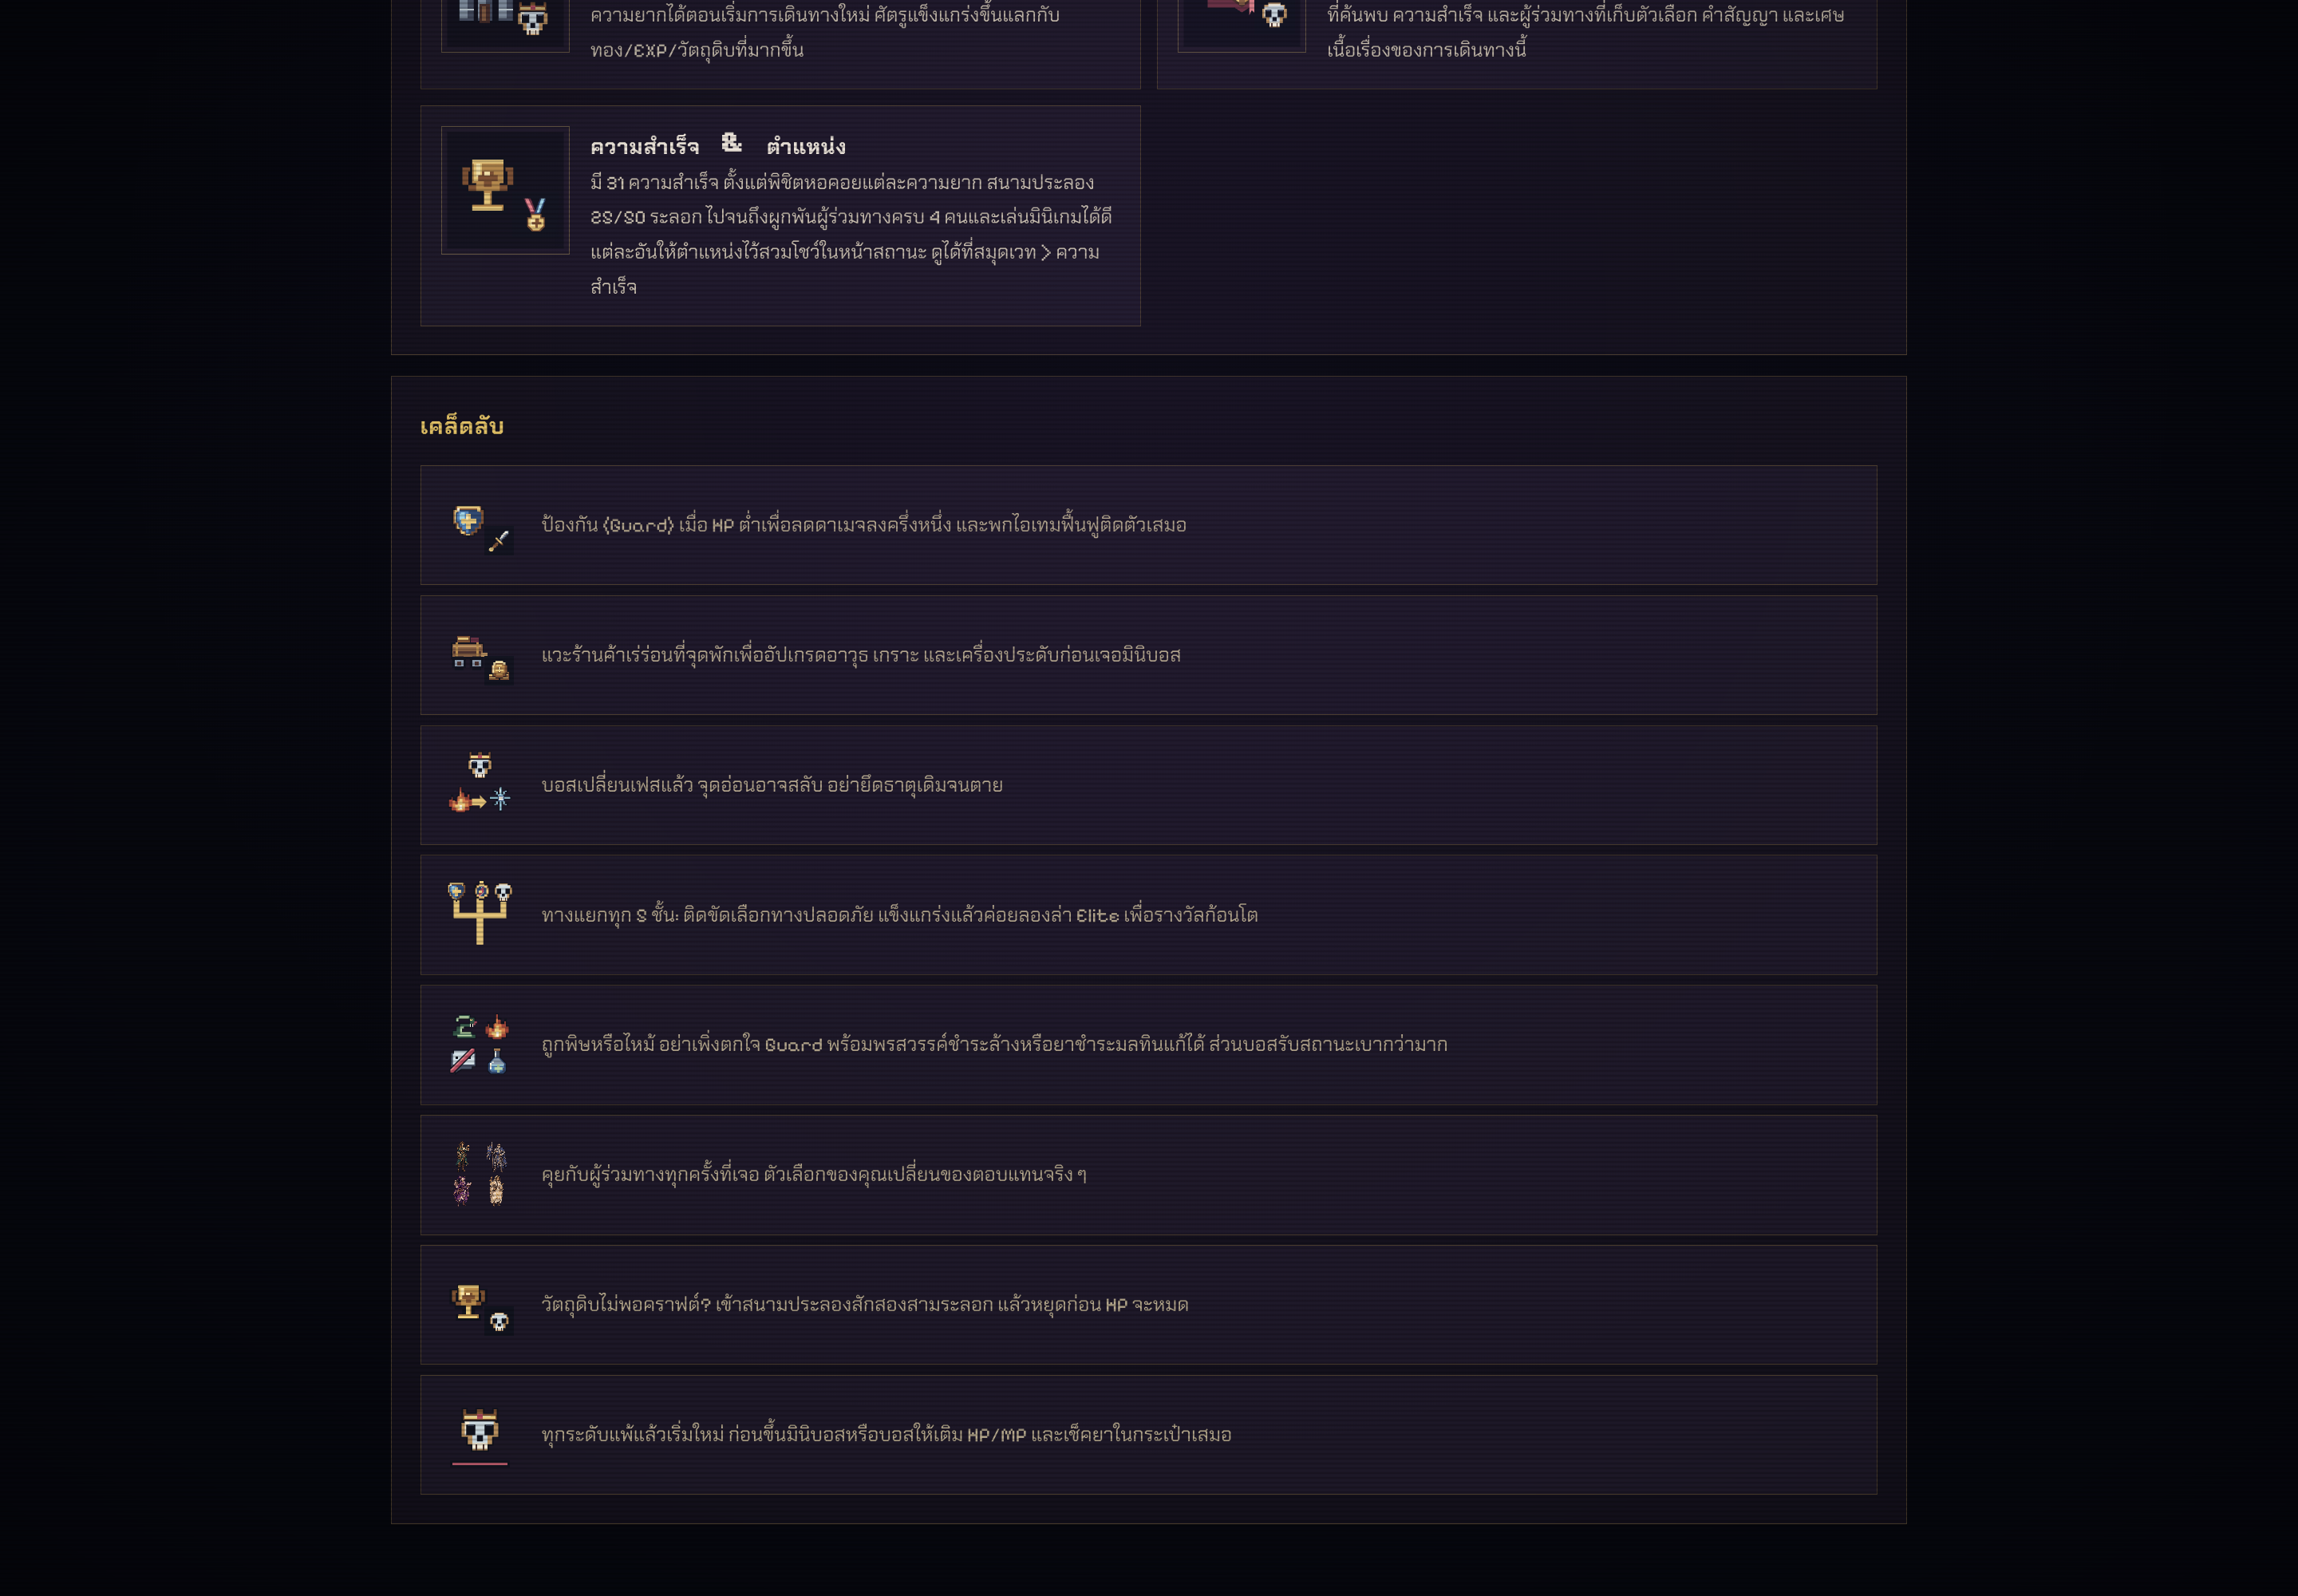 ความยากได้ตอนเริ่มการเดินทางใหม่ ศัตรูแข็งแกร่งขึ้นแลกกับ
ทอง/EXP/วัตถุดิบที่มากขึ้น
ที่ค้นพบ ความสำเร็จ และผู้ร่วมทางที่เก็บตัวเลือก คำสัญญา และเศษ
เนื้อเรื่องของการเดินทางนี้
ความสำเร็จ & ตำแหน่ง
มี 31 ความสำเร็จ ตั้งแต่พิชิตหอคอยแต่ละความยาก สนามประลอง
25/50 ระลอก ไปจนถึงผูกพันผู้ร่วมทางครบ 4 คนและเล่นมินิเกมได้ดี
แต่ละอันให้ตำแหน่งไว้สวมโชว์ในหน้าสถานะ ดูได้ที่สมุดเวท > ความ
สำเร็จ
เคล็ดลับ
ป้องกัน (Guard) เมื่อ HP ต่ำเพื่อลดดาเมจลงครึ่งหนึ่ง และพกไอเทมฟื้นฟูติดตัวเสมอ
แวะร้านค้าเร่ร่อนที่จุดพักเพื่ออัปเกรดอาวุธ เกราะ และเครื่องประดับก่อนเจอมินิบอส
บอสเปลี่ยนเฟสแล้ว จุดอ่อนอาจสลับ อย่ายึดธาตุเดิมจนตาย
ทางแยกทุก 5 ชั้น: ติดขัดเลือกทางปลอดภัย แข็งแกร่งแล้วค่อยลองล่า Elite เพื่อรางวัลก้อนโต
ถูกพิษหรือไหม้ อย่าเพิ่งตกใจ Guard พร้อมพรสวรรค์ชำระล้างหรือยาชำระมลทินแก้ได้ ส่วนบอสรับสถานะเบากว่ามาก
คุยกับผู้ร่วมทางทุกครั้งที่เจอ ตัวเลือกของคุณเปลี่ยนของตอบแทนจริง ๆ
วัตถุดิบไม่พอคราฟต์? เข้าสนามประลองสักสองสามระลอก แล้วหยุดก่อน HP จะหมด
ทุกระดับแพ้แล้วเริ่มใหม่ ก่อนขึ้นมินิบอสหรือบอสให้เติม HP/MP และเช็คยาในกระเป๋าเสมอ